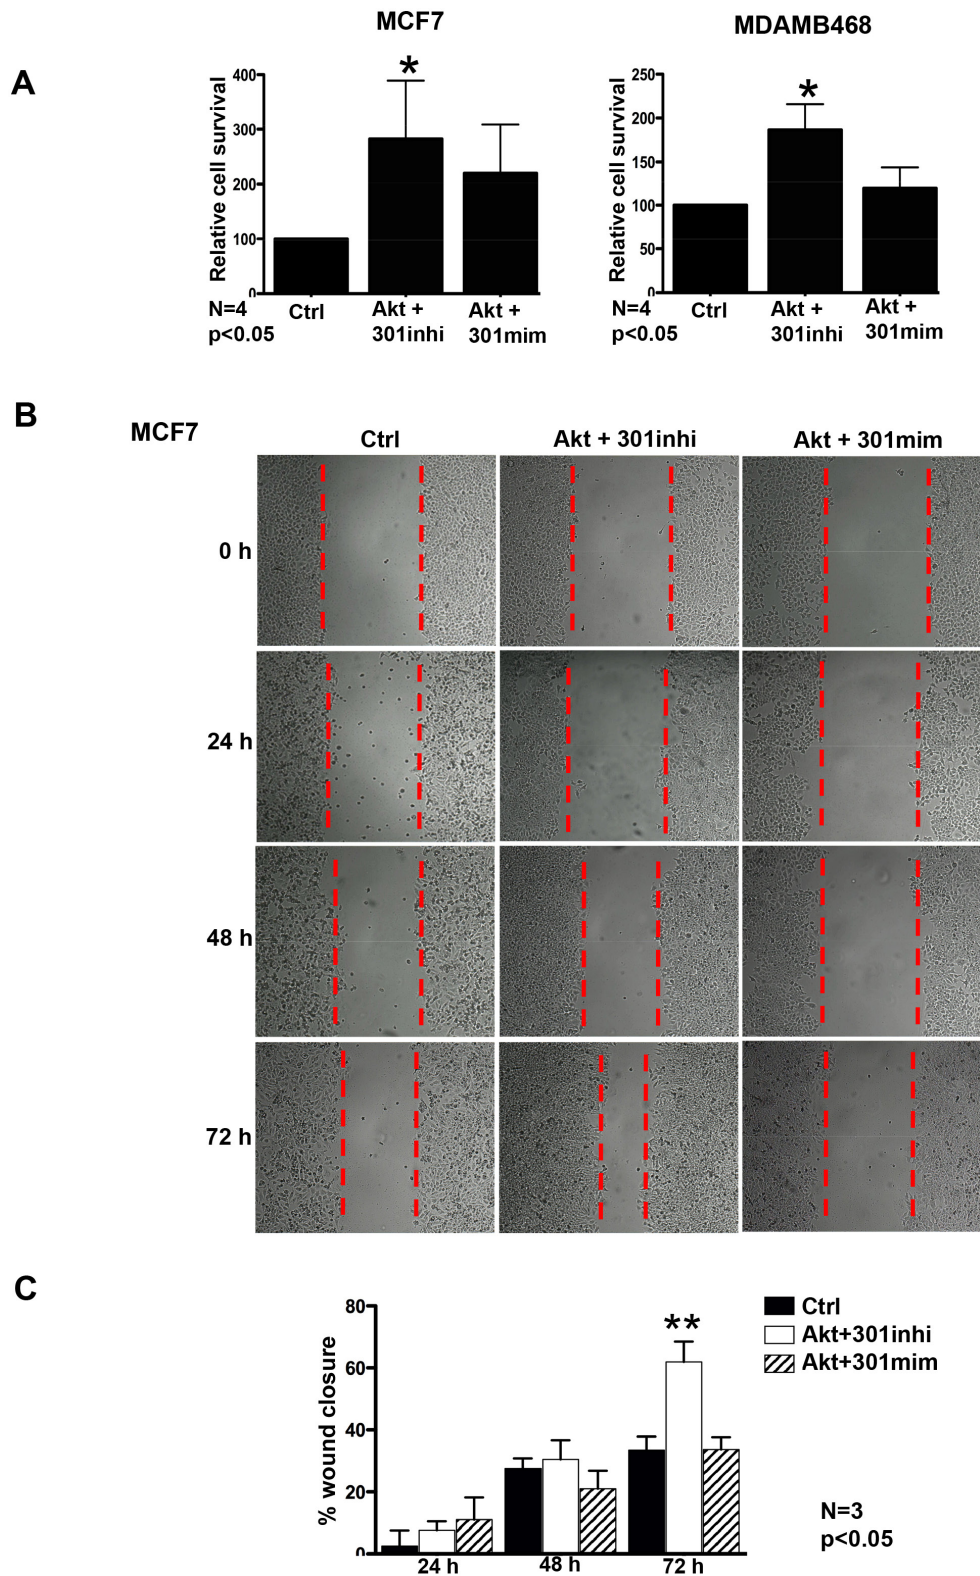 A
MCF7
Relative cell survival
400
300
200
100
0
*
Ctrl
Akt +
301inhi
Akt +
301mim
N=4
p<0.05
MDAMB468
Relative cell survival
250
200
150
100
50
0
*
Ctrl
Akt +
301inhi
Akt +
301mim
N=4
p<0.05
B
MCF7
Ctrl
Akt + 301inhi
Akt + 301mim
0 h
24 h
48 h
72 h
C
% wound closure
80
60
40
20
0
**
24 h
48 h
72 h
Ctrl
Akt+301inhi
Akt+301mim
N=3
p<0.05